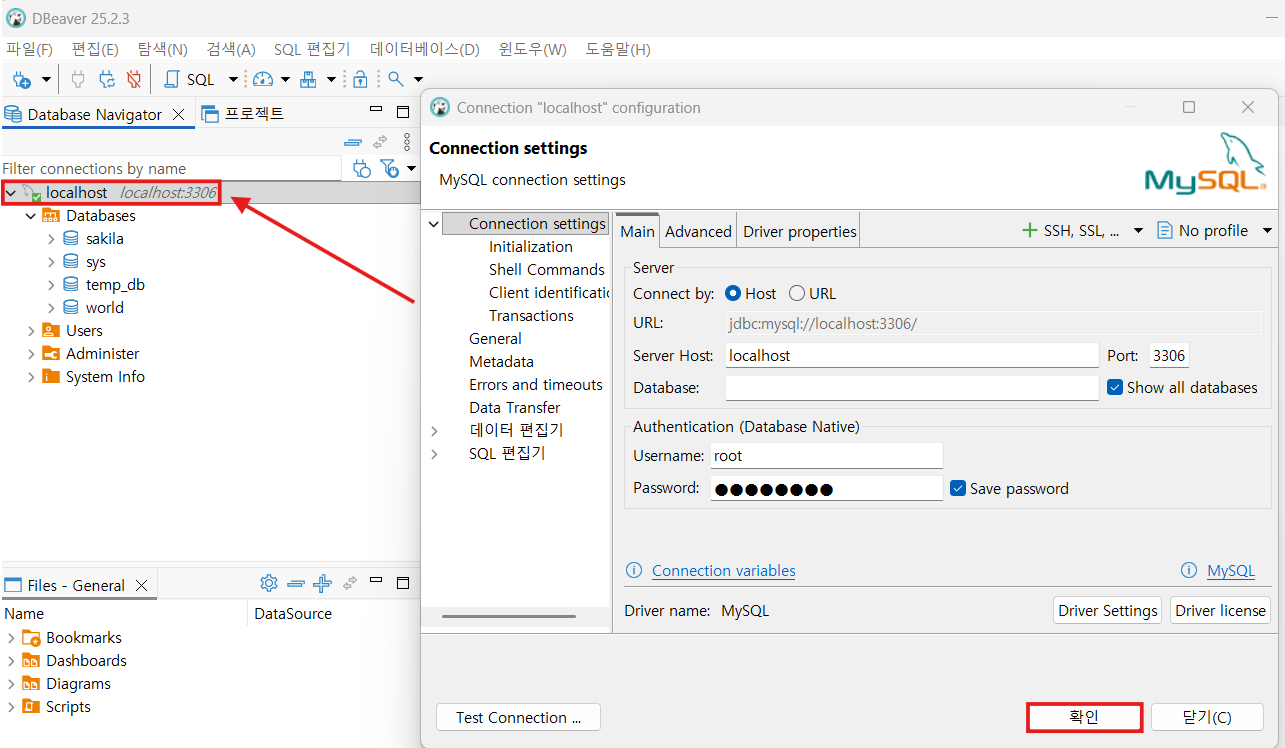 DBeaver 25.2.3
파일(F) 편집(E) 탐색(N) 검색(A) SQL 편집기 데이터베이스(D) 윈도우(W) 도움말(H)
SQL
Database Navigator 프로젝트
Filter connections by name
localhost localhost:3306
Databases
sakila
sys
temp_db
world
Users
Administer
System Info
Files - General
Name DataSource
Bookmarks
Dashboards
Diagrams
Scripts
Connection "localhost" configuration
Connection settings
MySQL connection settings
MySQL
Connection settings
Initialization
Shell Commands
Client identificatio
Transactions
General
Metadata
Errors and timeouts
Data Transfer
데이터 편집기
SQL 편집기
Main Advanced Driver properties SSH, SSL, ... No profile
Server
Connect by: Host URL
URL: jdbc:mysql://localhost:3306/
Server Host: localhost Port: 3306
Database: Show all databases
Authentication (Database Native)
Username: root
Password: ●●●●●●●● Save password
Connection variables MySQL
Driver name: MySQL Driver Settings Driver license
Test Connection ... 확인 닫기(C)